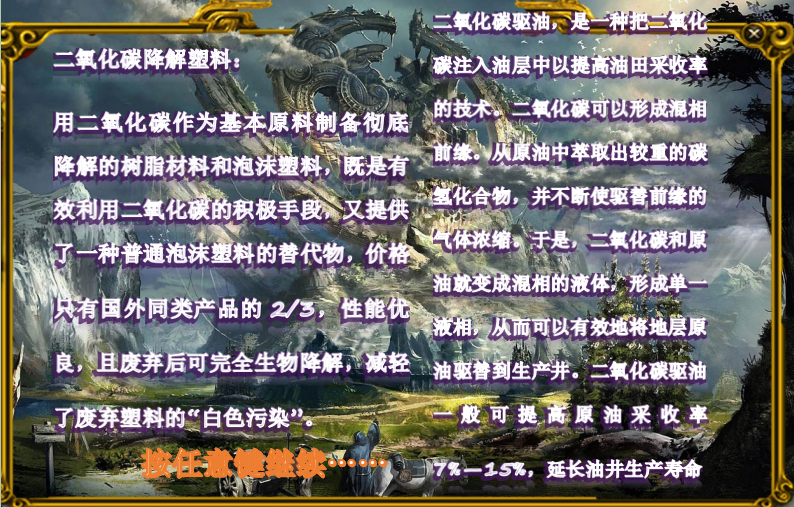 二氧化碳降解塑料：
用二氧化碳作为基本原料制备彻底
降解的树脂材料和泡沫塑料，既是有
效利用二氧化碳的积极手段，又提供
了一种普通泡沫塑料的替代物，价格
只有国外同类产品的 2/3，性能优
良，且废弃后可完全生物降解，减轻
了废弃塑料的“白色污染”。
按任意键继续……
二氧化碳驱油，是一种把二氧化
碳注入油层中以提高油田采收率
的技术。二氧化碳可以形成混相
前缘。从原油中萃取出较重的碳
氢化合物，并不断使驱替前缘的
气体浓缩。于是，二氧化碳和原
油就变成混相的液体，形成单一
液相，从而可以有效地将地层原
油驱替到生产井。二氧化碳驱油
一般可提高原油采收率
7%—15%，延长油井生产寿命